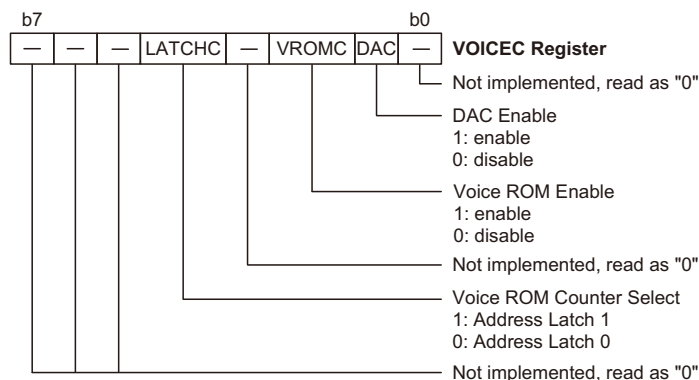 b7 b0
— — — LATCHC — VROMC DAC — VOICEC Register
Not implemented, read as "0"
DAC Enable
1: enable
0: disable
Voice ROM Enable
1: enable
0: disable
Not implemented, read as "0"
Voice ROM Counter Select
1: Address Latch 1
0: Address Latch 0
Not implemented, read as "0"